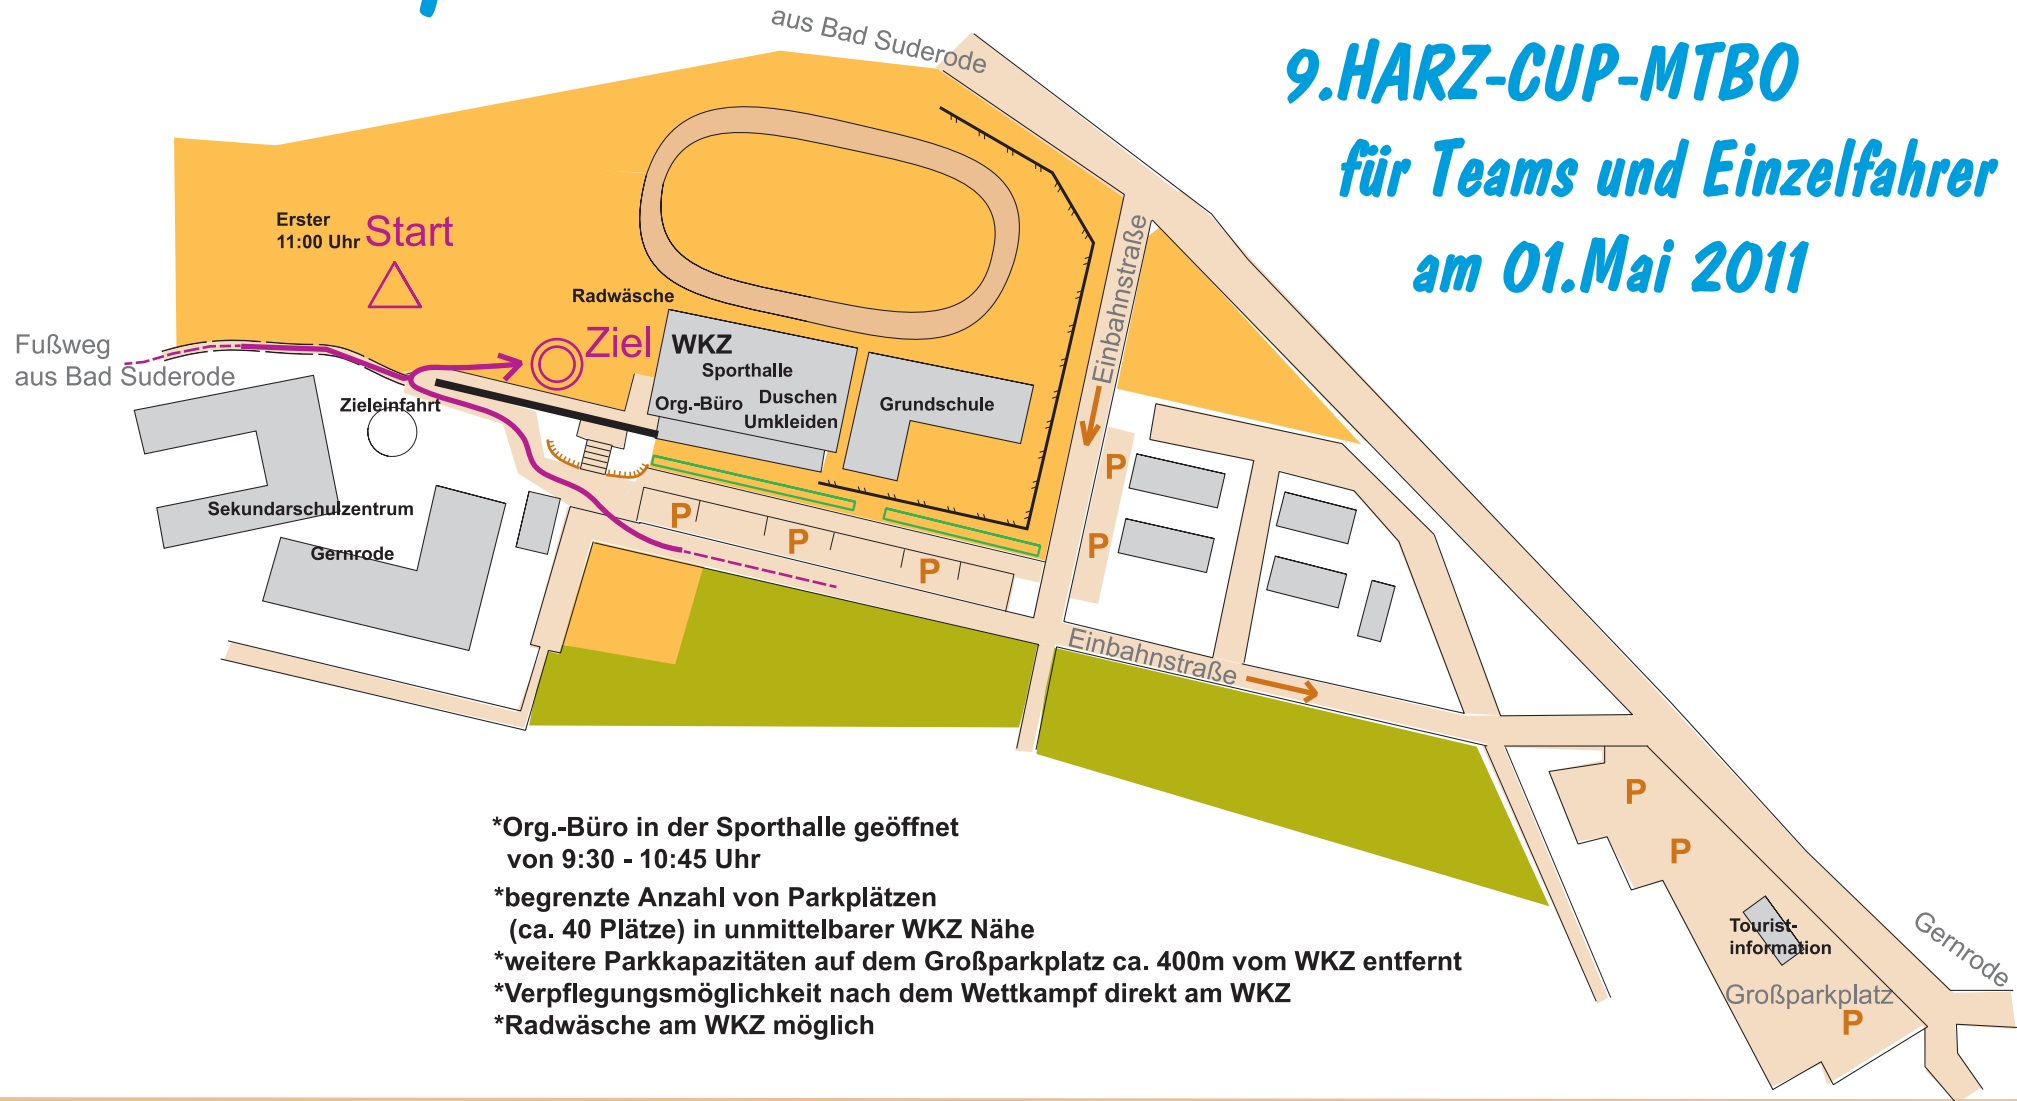 aus Bad Suderode
9.HARZ-CUP-MTBO
für Teams und Einzelfahrer
am 01.Mai 2011
Erster
11:00 Uhr
Start
Radwäsche
Ziel
WKZ
Sporthalle
Org.-Büro
Duschen
Umkleiden
Grundschule
Einbahnstraße
Fußweg
aus Bad Suderode
Zieleinfahrt
Sekundarschulzentrum
Gernrode
P
P
P
P
P
Einbahnstraße
P
P
Tourist-
information
Großparkplatz
P
Gernrode
*Org.-Büro in der Sporthalle geöffnet
von 9:30 - 10:45 Uhr
*begrenzte Anzahl von Parkplätzen
(ca. 40 Plätze) in unmittelbarer WKZ Nähe
*weitere Parkkapazitäten auf dem Großparkplatz ca. 400m vom WKZ entfernt
*Verpflegungsmöglichkeit nach dem Wettkampf direkt am WKZ
*Radwäsche am WKZ möglich